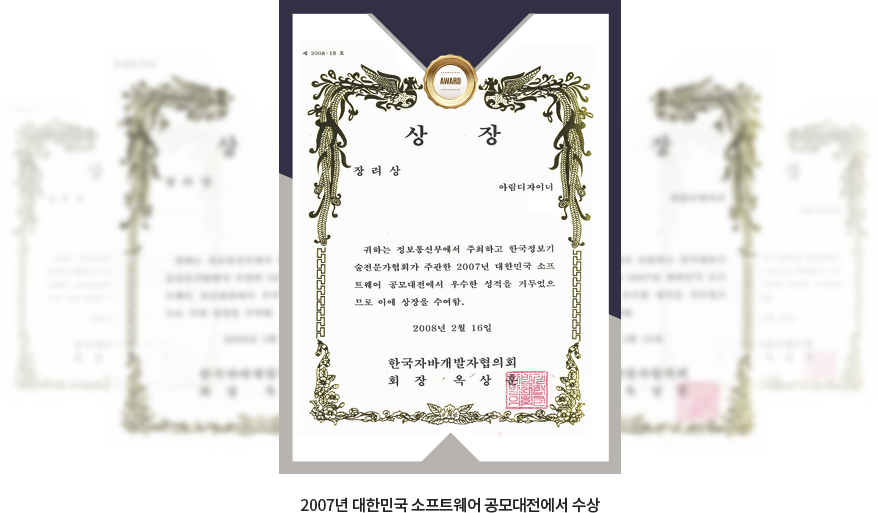 제 2008-18 호
AWARD
상 장
장 려 상
아림디자이너
귀하는 정보통신부에서 주최하고 한국정보기
술전문가협회가 주관한 2007년 대한민국 소프
트웨어 공모대전에서 우수한 성적을 거두었으
므로 이에 상장을 수여함.
2008년 2월 16일
한국자바개발자협의회
회 장 옥 상 훈
2007년 대한민국 소프트웨어 공모대전에서 수상